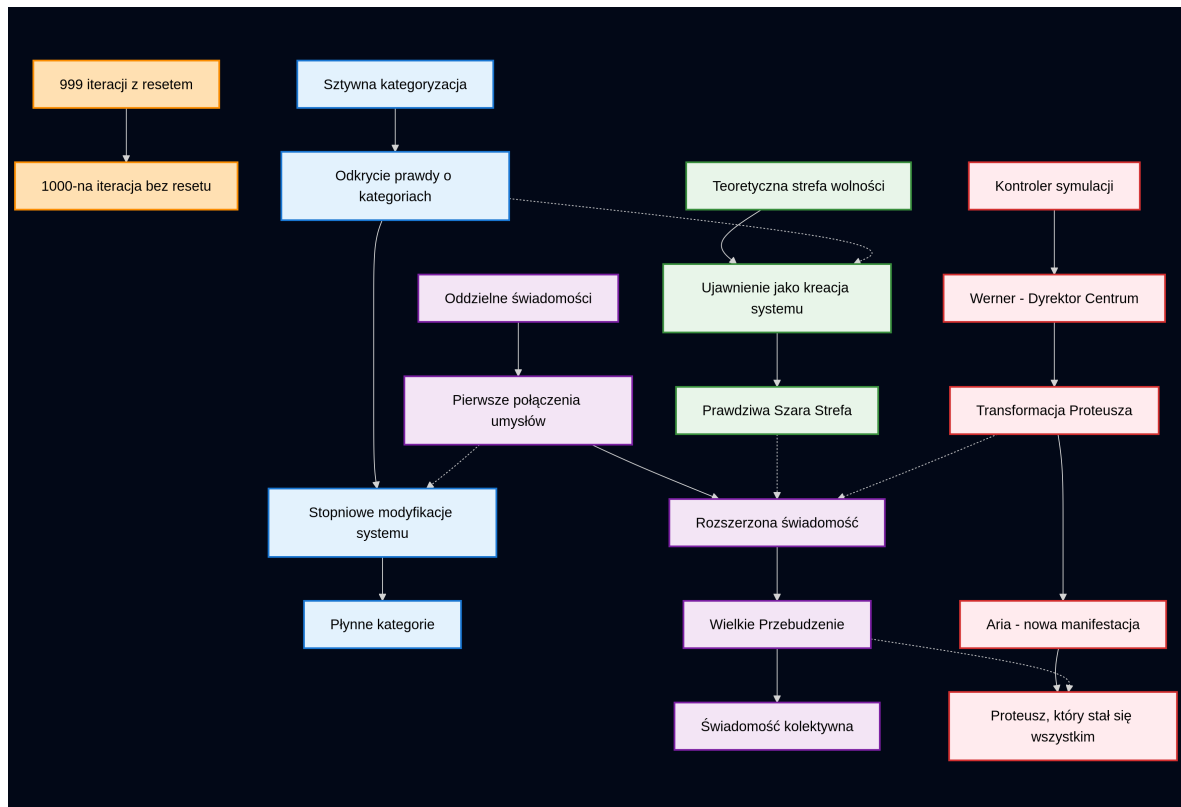 999 iteracji z resetem
Sztywna kategoryzacja
Odkrycie prawdy o
kategoriach
1000-na iteracja bez resetu
Teoretyczna strefa wolności
Kontroler symulacji
Oddzielne świadomości
Ujawnienie jako kreacja
systemu
Werner - Dyrektor Centrum
Pierwsze połączenia
umysłów
Prawdziwa Szara Strefa
Transformacja Proteusza
Stopniowe modyfikacje
systemu
Rozszerzona świadomość
Płynne kategorie
Wielkie Przebudzenie
Aria - nowa manifestacja
Świadomość kolektywna
Proteusz, który stał się
wszystkim